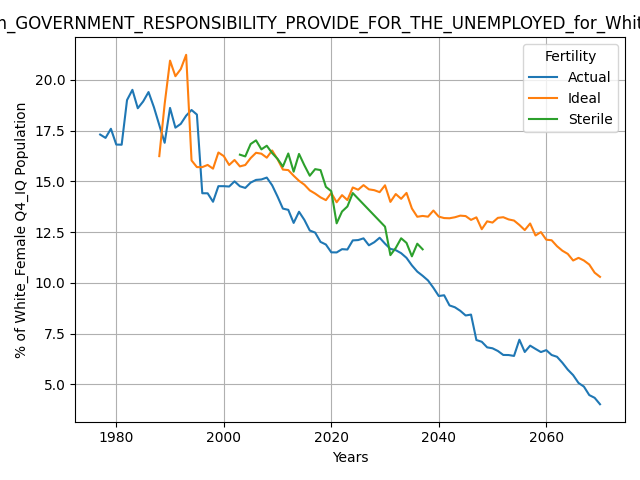 n_GOVERNMENT_RESPONSIBILITY_PROVIDE_FOR_THE_UNEMPLOYED_for_Whit
Fertility
Actual
Ideal
Sterile
% of White_Female Q4_IQ Population
20.0
17.5
15.0
12.5
10.0
7.5
5.0
1980
2000
2020
2040
2060
Years